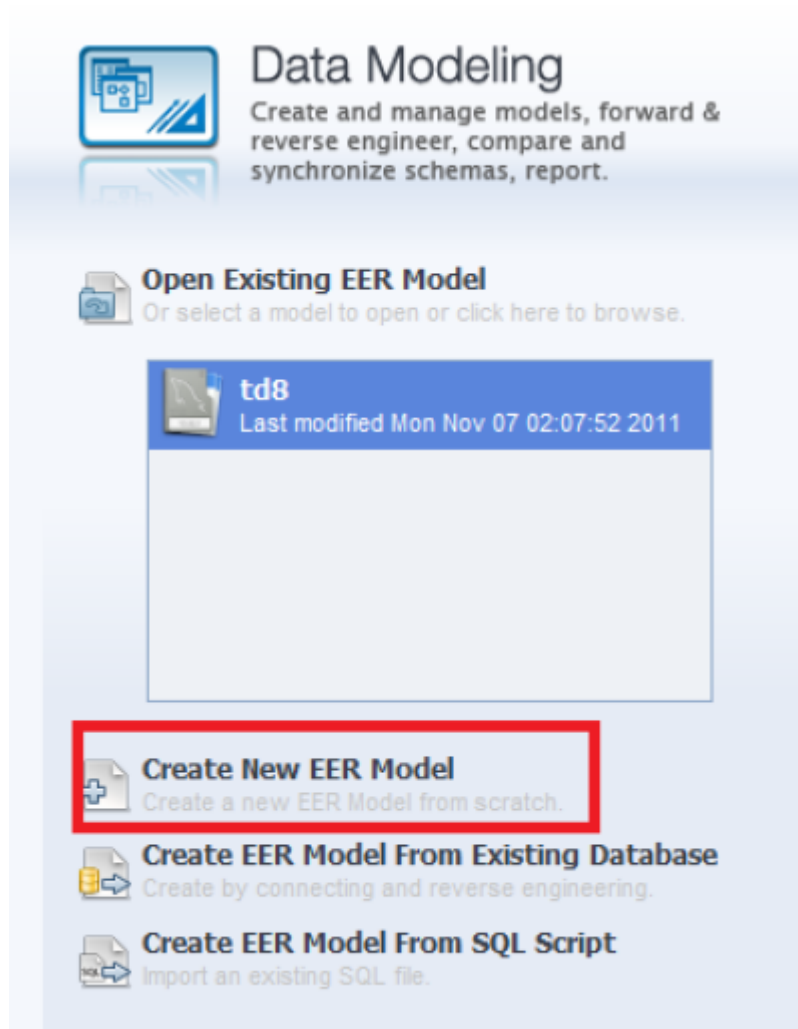 Data Modeling
Create and manage models, forward &
reverse engineer, compare and
synchronize schemas, report.
Open Existing EER Model
Or select a model to open or click here to browse.
td8
Last modified Mon Nov 07 02:07:52 2011
Create New EER Model
Create a new EER Model from scratch.
Create EER Model From Existing Database
Create by connecting and reverse engineering.
Create EER Model From SQL Script
Import an existing SQL file.